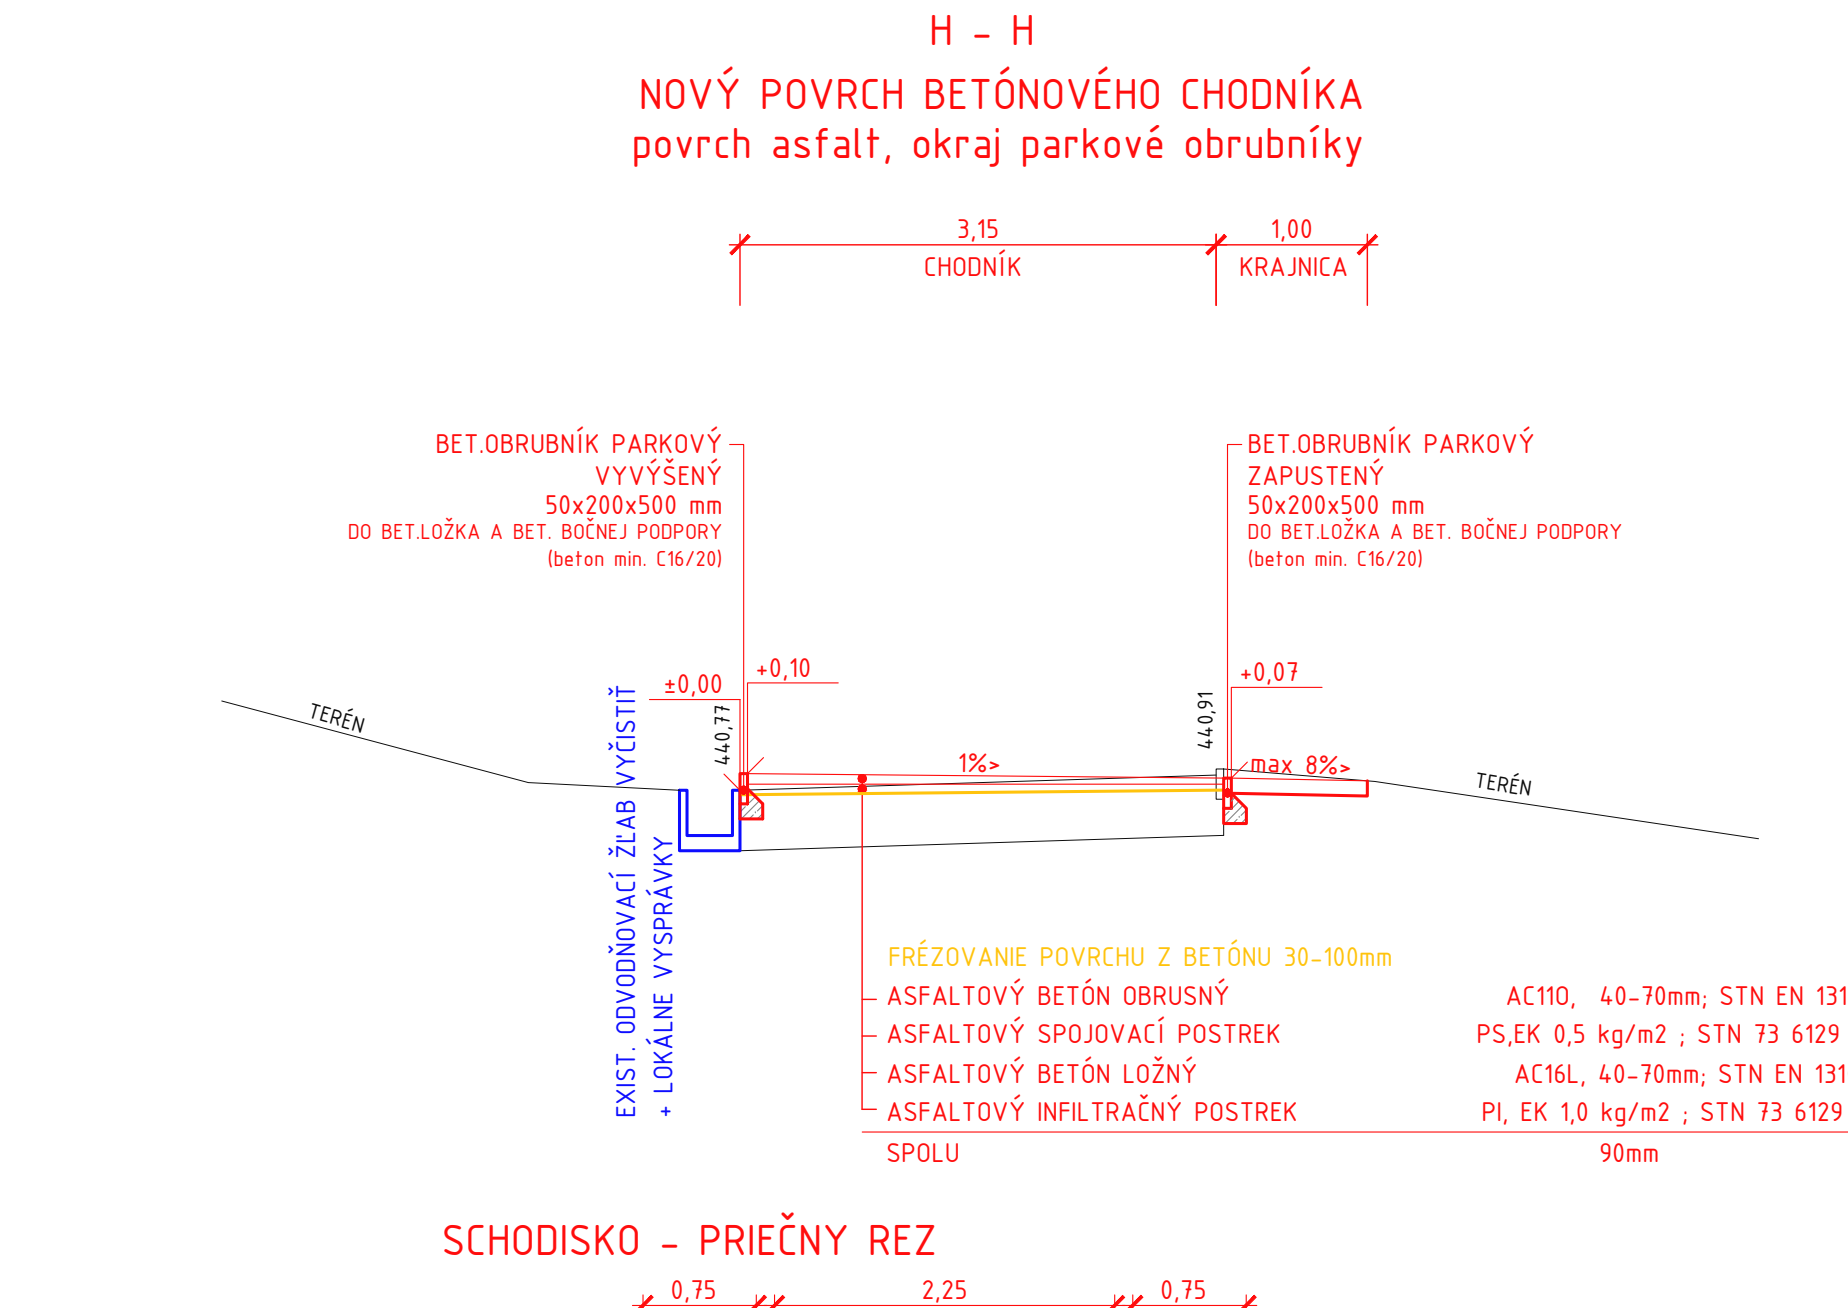 H - H
NOVÝ POVRCH BETÓNOVÉHO CHODNÍKA
povrch asfalt, okraj parkové obrubníky
3,15
1,00
CHODNÍK
KRAJNICA
BET.OBRUBNÍK PARKOVÝ
VYVÝŠENÝ
50x200x500 mm
DO BET.LOŽKA A BET. BOČNEJ PODPORY
(beton min. C16/20)
BET.OBRUBNÍK PARKOVÝ
ZAPUSTENÝ
50x200x500 mm
DO BET.LOŽKA A BET. BOČNEJ PODPORY
(beton min. C16/20)
±0,00
+0,10
+0,07
440,77
440,91
TERÉN
1%>
max 8%>
TERÉN
EXIST. ODVODŇOVACÍ ŽĽAB VYČISTIŤ
+ LOKÁLNE VYSPRÁVKY
FRÉZOVANIE POVRCHU Z BETÓNU 30-100mm
ASFALTOVÝ BETÓN OBRUSNÝ AC11O, 40-70mm; STN EN 131
ASFALTOVÝ SPOJOVACÍ POSTREK PS,EK 0,5 kg/m2 ; STN 73 6129
ASFALTOVÝ BETÓN LOŽNÝ AC16L, 40-70mm; STN EN 131
ASFALTOVÝ INFILTRAČNÝ POSTREK PI, EK 1,0 kg/m2 ; STN 73 6129
SPOLU 90mm
SCHODISKO - PRIEČNY REZ
0,75 2,25 0,75